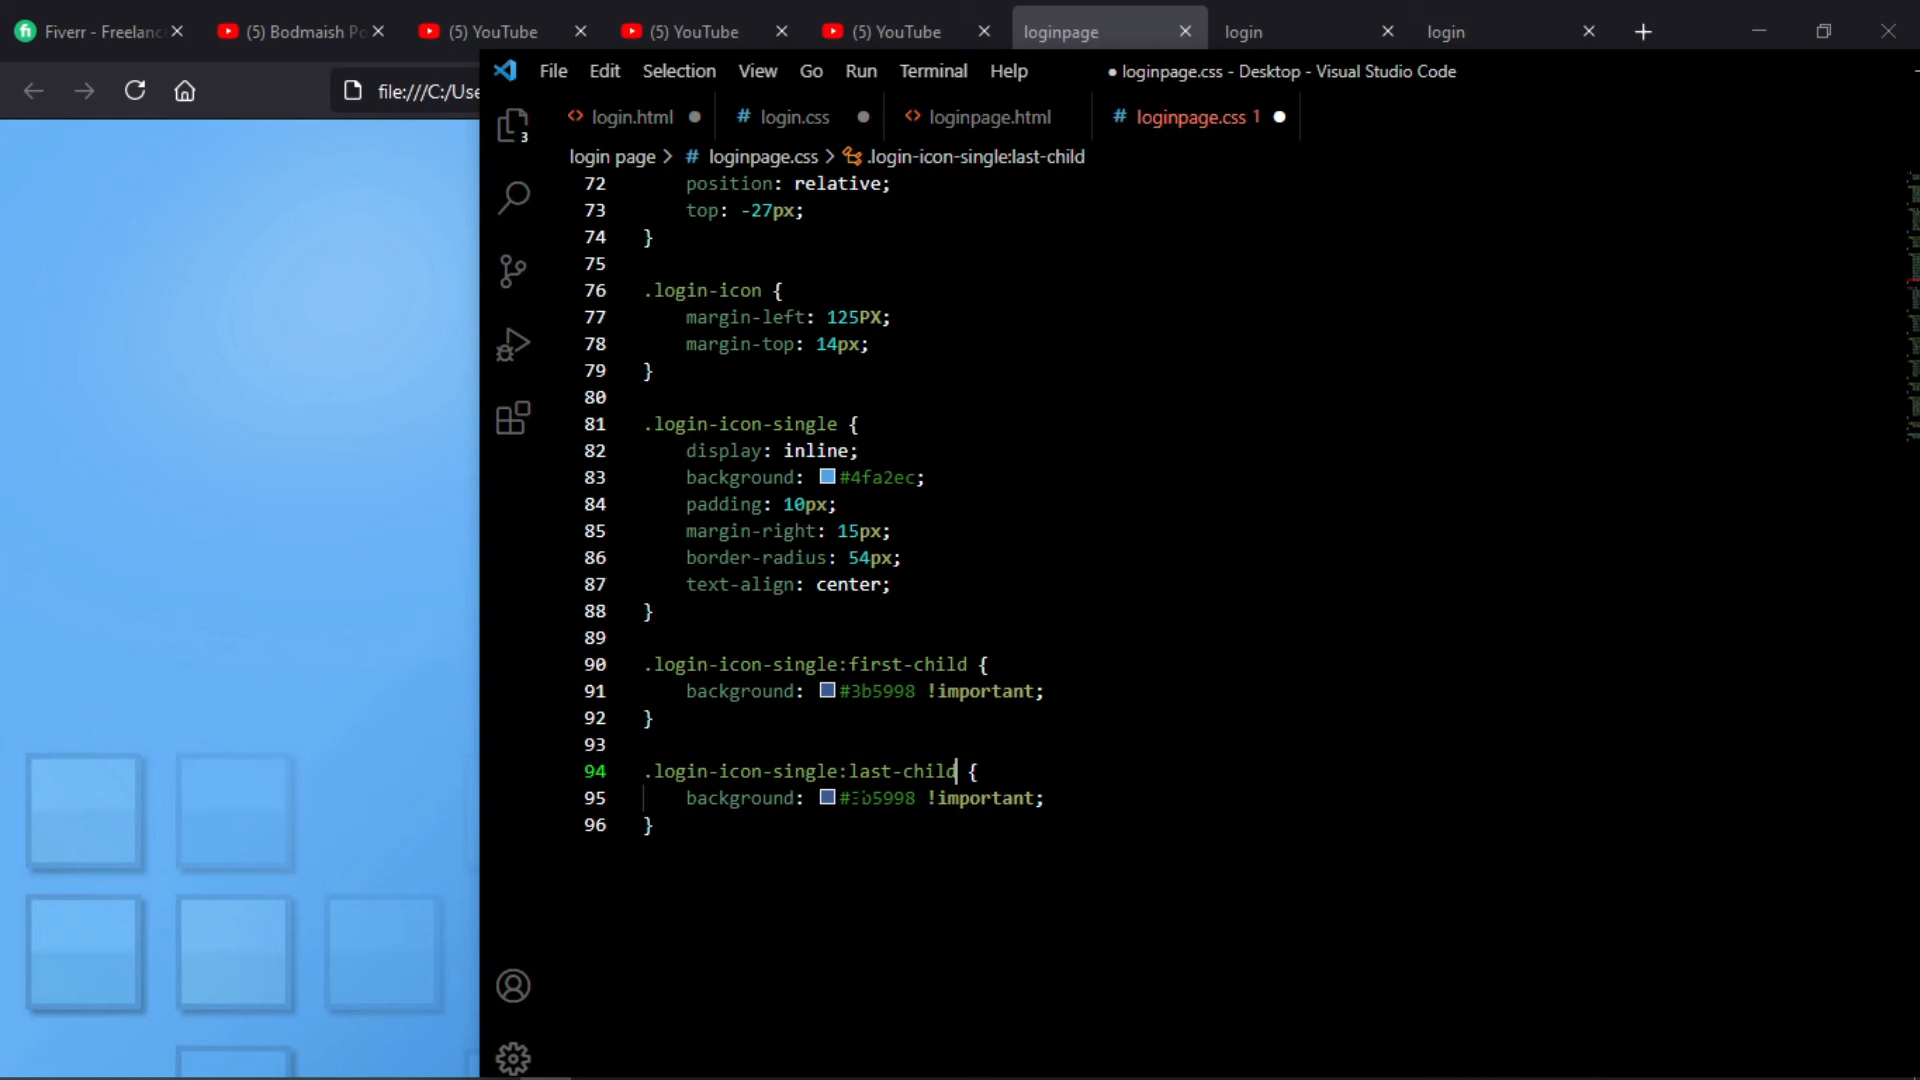 Fiverr - Freelanc
(5) Bodmaish Po
(5) YouTube
(5) YouTube
(5) YouTube
loginpage
login
login
file:///C:/Use
File Edit Selection View Go Run Terminal Help
● loginpage.css - Desktop - Visual Studio Code
login.html
# login.css
loginpage.html
# loginpage.css 1
login page > # loginpage.css > .login-icon-single:last-child
3
72 position: relative;
73 top: -27px;
74 }
75
76 .login-icon {
77 margin-left: 125PX;
78 margin-top: 14px;
79 }
80
81 .login-icon-single {
82 display: inline;
83 background: #4fa2ec;
84 padding: 10px;
85 margin-right: 15px;
86 border-radius: 54px;
87 text-align: center;
88 }
89
90 .login-icon-single:first-child {
91 background: #3b5998 !important;
92 }
93
94 .login-icon-single:last-child {
95 background: #3b5998 !important;
96 }